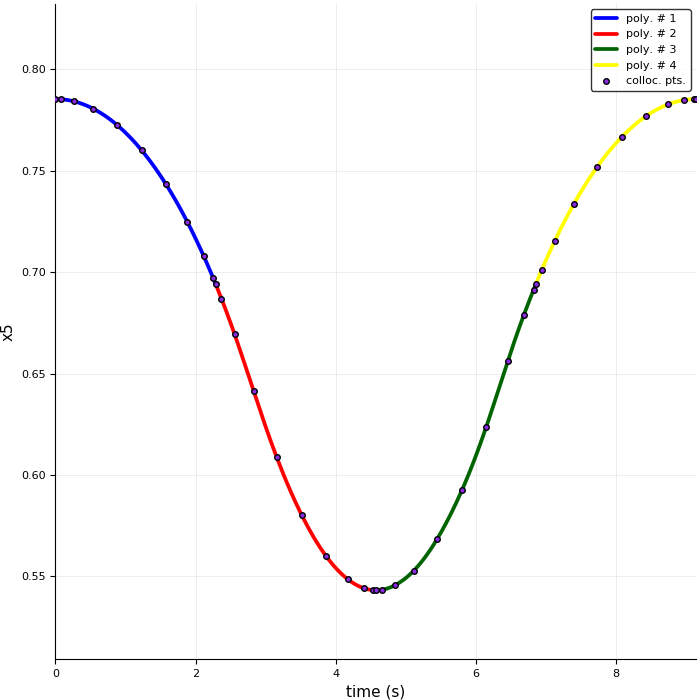 poly. # 1
poly. # 2
poly. # 3
poly. # 4
colloc. pts.
0.80
0.75
0.70
x5
0.65
0.60
0.55
0 2 4 6 8
time (s)